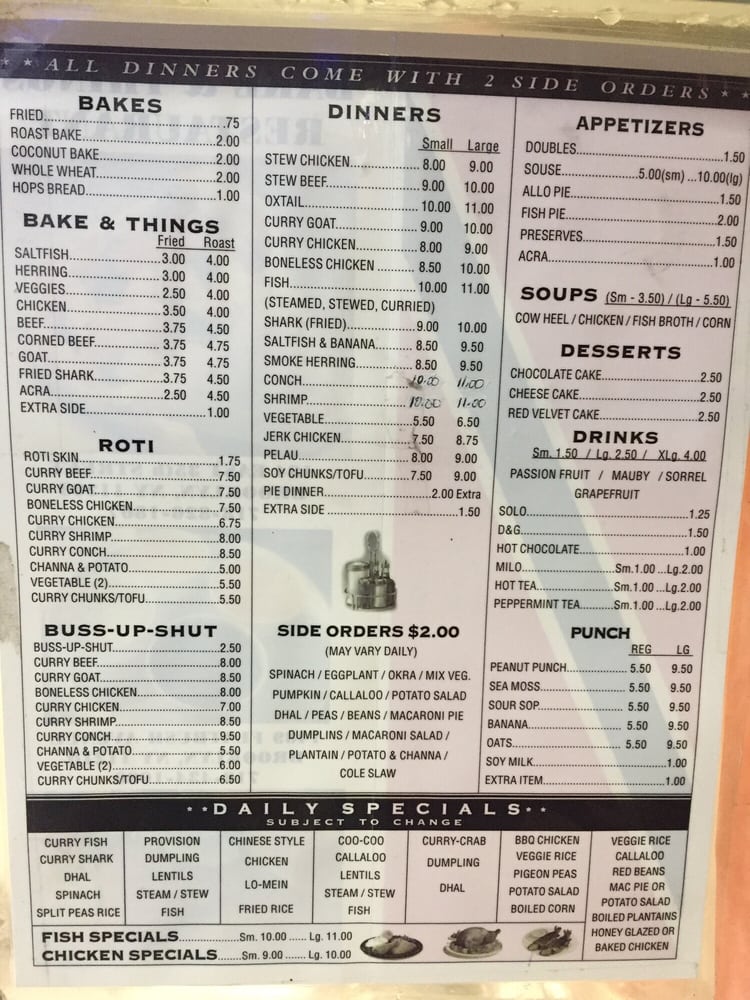 * * ALL DINNERS COME WITH 2 SIDE ORDERS * *
BAKES
FRIED .75
ROAST BAKE 2.00
COCONUT BAKE 2.00
WHOLE WHEAT 2.00
HOPS BREAD 1.00
BAKE & THINGS
Fried Roast
SALTFISH 3.00 4.00
HERRING 3.00 4.00
VEGGIES 2.50 4.00
CHICKEN 3.50 4.00
BEEF 3.75 4.50
CORNED BEEF 3.75 4.75
GOAT 3.75 4.75
FRIED SHARK 3.75 4.50
ACRA 2.50 4.50
EXTRA SIDE 1.00
ROTI
ROTI SKIN 1.75
CURRY BEEF 7.50
CURRY GOAT 7.50
BONELESS CHICKEN 7.50
CURRY CHICKEN 6.75
CURRY SHRIMP 8.00
CURRY CONCH 8.50
CHANNA & POTATO 5.00
VEGETABLE (2) 5.50
CURRY CHUNKS/TOFU 5.50
BUSS-UP-SHUT
BUSS-UP-SHUT 2.50
CURRY BEEF 8.00
CURRY GOAT 8.50
BONELESS CHICKEN 8.00
CURRY CHICKEN 7.00
CURRY SHRIMP 8.50
CURRY CONCH 9.50
CHANNA & POTATO 5.50
VEGETABLE (2) 6.00
CURRY CHUNKS/TOFU 6.50
DINNERS
Small Large
STEW CHICKEN 8.00 9.00
STEW BEEF 9.00 10.00
OXTAIL 10.00 11.00
CURRY GOAT 9.00 10.00
CURRY CHICKEN 8.00 9.00
BONELESS CHICKEN 8.50 10.00
FISH 10.00 11.00
(STEAMED, STEWED, CURRIED)
SHARK (FRIED) 9.00 10.00
SALTFISH & BANANA 8.50 9.50
SMOKE HERRING 8.50 9.50
CONCH 10.00 11.00
SHRIMP 10.00 11.00
VEGETABLE 5.50 6.50
JERK CHICKEN 7.50 8.75
PELAU 8.00 9.00
SOY CHUNKS/TOFU 7.50 9.00
PIE DINNER 2.00 Extra
EXTRA SIDE 1.50
SIDE ORDERS $2.00
(MAY VARY DAILY)
SPINACH / EGGPLANT / OKRA / MIX VEG.
PUMPKIN / CALLALOO / POTATO SALAD
DHAL / PEAS / BEANS / MACARONI PIE
DUMPLINS / MACARONI SALAD /
PLANTAIN / POTATO & CHANNA /
COLE SLAW
APPETIZERS
DOUBLES 1.50
SOUSE 5.00(sm) ...10.00(lg)
ALLO PIE 1.50
FISH PIE 2.00
PRESERVES 1.50
ACRA 1.00
SOUPS (Sm - 3.50) / (Lg - 5.50)
COW HEEL / CHICKEN / FISH BROTH / CORN
DESSERTS
CHOCOLATE CAKE 2.50
CHEESE CAKE 2.50
RED VELVET CAKE 2.50
DRINKS
Sm. 1.50 / Lg. 2.50 / XLg. 4.00
PASSION FRUIT / MAUBY / SORREL
GRAPEFRUIT
SOLO 1.25
D&G 1.50
HOT CHOCOLATE 1.00
MILO Sm.1.00 ...Lg.2.00
HOT TEA Sm.1.00 ...Lg.2.00
PEPPERMINT TEA Sm.1.00 ...Lg.2.00
PUNCH
REG LG
PEANUT PUNCH 5.50 9.50
SEA MOSS 5.50 9.50
SOUR SOP 5.50 9.50
BANANA 5.50 9.50
OATS 5.50 9.50
SOY MILK 1.00
EXTRA ITEM 1.00
* * DAILY SPECIALS * *
SUBJECT TO CHANGE
CURRY FISH
CURRY SHARK
DHAL
SPINACH
SPLIT PEAS RICE
PROVISION
DUMPLING
LENTILS
STEAM / STEW
FISH
CHINESE STYLE
CHICKEN
LO-MEIN
FRIED RICE
COO-COO
CALLALOO
LENTILS
STEAM / STEW
FISH
CURRY-CRAB
DUMPLING
DHAL
BBQ CHICKEN
VEGGIE RICE
PIGEON PEAS
POTATO SALAD
BOILED CORN
VEGGIE RICE
CALLALOO
RED BEANS
MAC PIE OR
POTATO SALAD
BOILED PLANTAINS
HONEY GLAZED OR
BAKED CHICKEN
FISH SPECIALS Sm. 10.00 ...... Lg. 11.00
CHICKEN SPECIALS Sm. 9.00 ...... Lg. 10.00